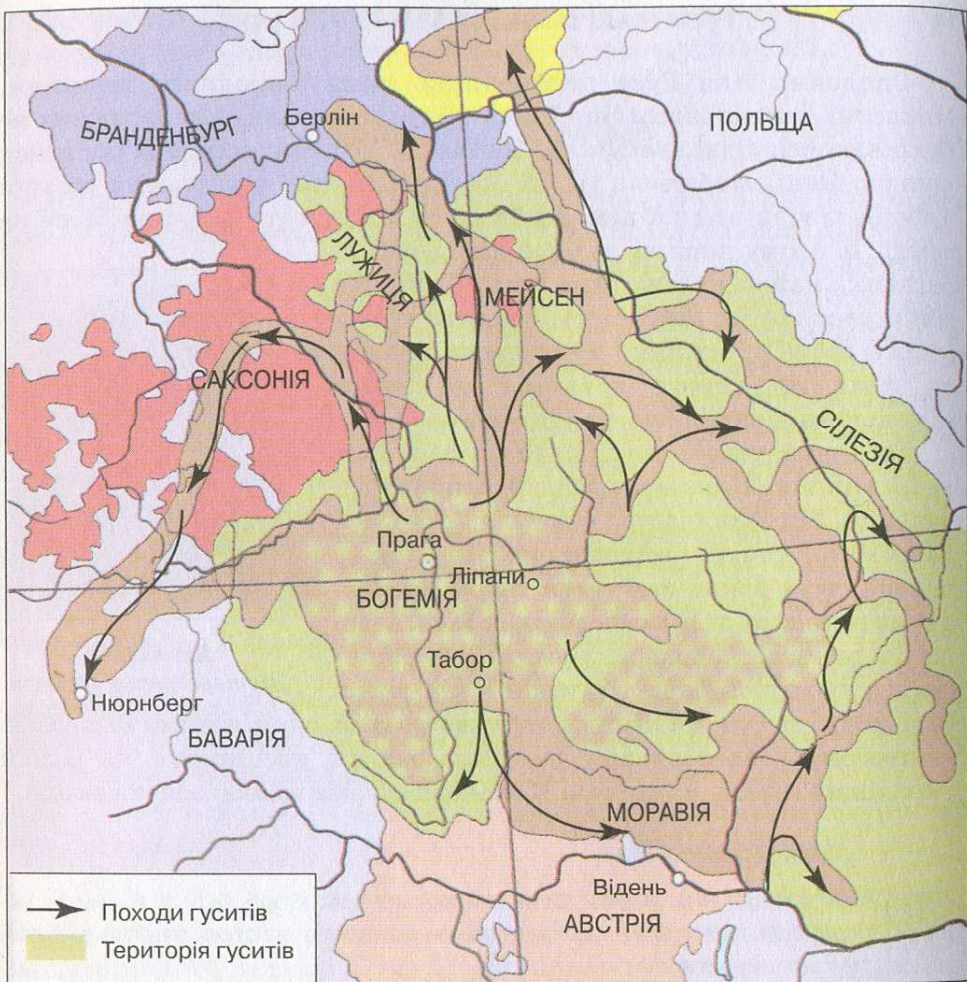 БРАНДЕНБУРГ
Берлін
ПОЛЬЩА
ЛУЖИЦЯ
МЕЙСЕН
САКСОНІЯ
СІЛЕЗІЯ
Прага
Ліпани
БОГЕМІЯ
Табор
Нюрнберг
БАВАРІЯ
МОРАВІЯ
Відень
АВСТРІЯ
Походи гуситів
Територія гуситів